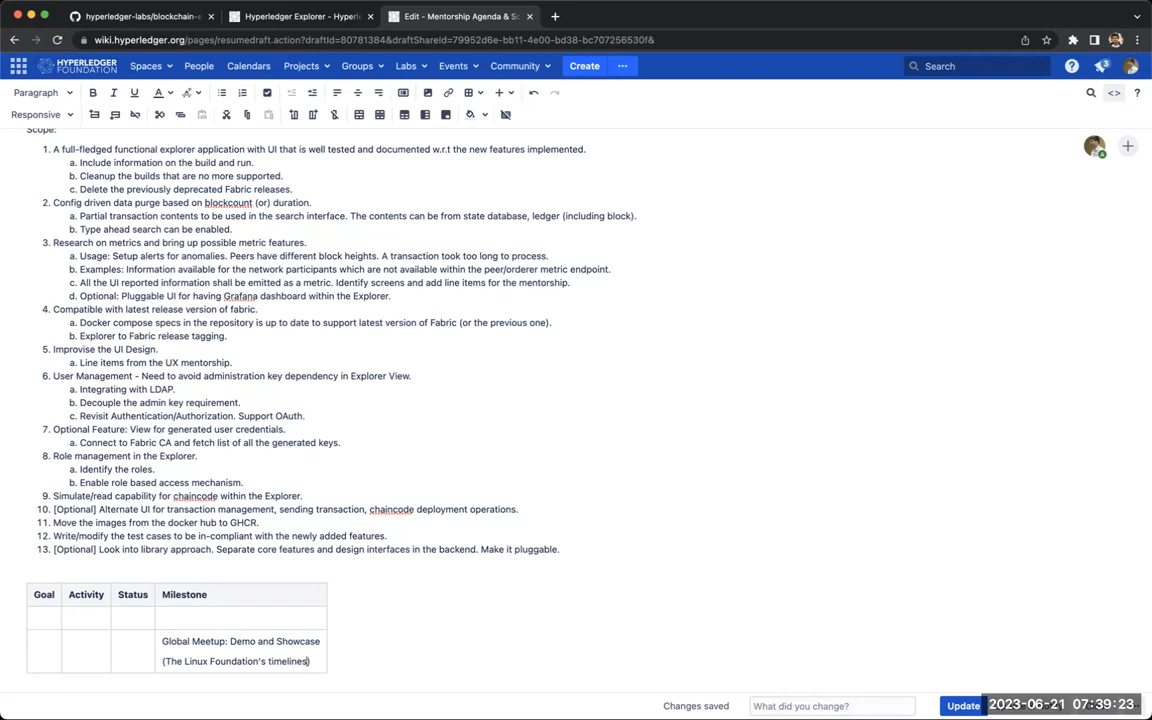 hyperledger-labs/blockchain-e
Hyperledger Explorer - Hyperle
Edit - Mentorship Agenda & Sc
wiki.hyperledger.org/pages/resumedraft.action?draftId=80781384&draftShareId=79952d6e-bb11-4e00-bd38-bc707256530f&
HYPERLEDGER FOUNDATION Spaces People Calendars Projects Groups Labs Events Community Create Search 3
Paragraph B I U A
Responsive
Scope:
1. A full-fledged functional explorer application with UI that is well tested and documented w.r.t the new features implemented.
a. Include information on the build and run.
b. Cleanup the builds that are no more supported.
c. Delete the previously deprecated Fabric releases.
2. Config driven data purge based on blockcount (or) duration.
a. Partial transaction contents to be used in the search interface. The contents can be from state database, ledger (including block).
b. Type ahead search can be enabled.
3. Research on metrics and bring up possible metric features.
a. Usage: Setup alerts for anomalies. Peers have different block heights. A transaction took too long to process.
b. Examples: Information available for the network participants which are not available within the peer/orderer metric endpoint.
c. All the UI reported information shall be emitted as a metric. Identify screens and add line items for the mentorship.
d. Optional: Pluggable UI for having Grafana dashboard within the Explorer.
4. Compatible with latest release version of fabric.
a. Docker compose specs in the repository is up to date to support latest version of Fabric (or the previous one).
b. Explorer to Fabric release tagging.
5. Improvise the UI Design.
a. Line items from the UX mentorship.
6. User Management - Need to avoid administration key dependency in Explorer View.
a. Integrating with LDAP.
b. Decouple the admin key requirement.
c. Revisit Authentication/Authorization. Support OAuth.
7. Optional Feature: View for generated user credentials.
a. Connect to Fabric CA and fetch list of all the generated keys.
8. Role management in the Explorer.
a. Identify the roles.
b. Enable role based access mechanism.
9. Simulate/read capability for chaincode within the Explorer.
10. [Optional] Alternate UI for transaction management, sending transaction, chaincode deployment operations.
11. Move the images from the docker hub to GHCR.
12. Write/modify the test cases to be in-compliant with the newly added features.
13. [Optional] Look into library approach. Separate core features and design interfaces in the backend. Make it pluggable.
Goal Activity Status Milestone
Global Meetup: Demo and Showcase
(The Linux Foundation's timelines)
Changes saved What did you change? Update
2023-06-21 07:39:23